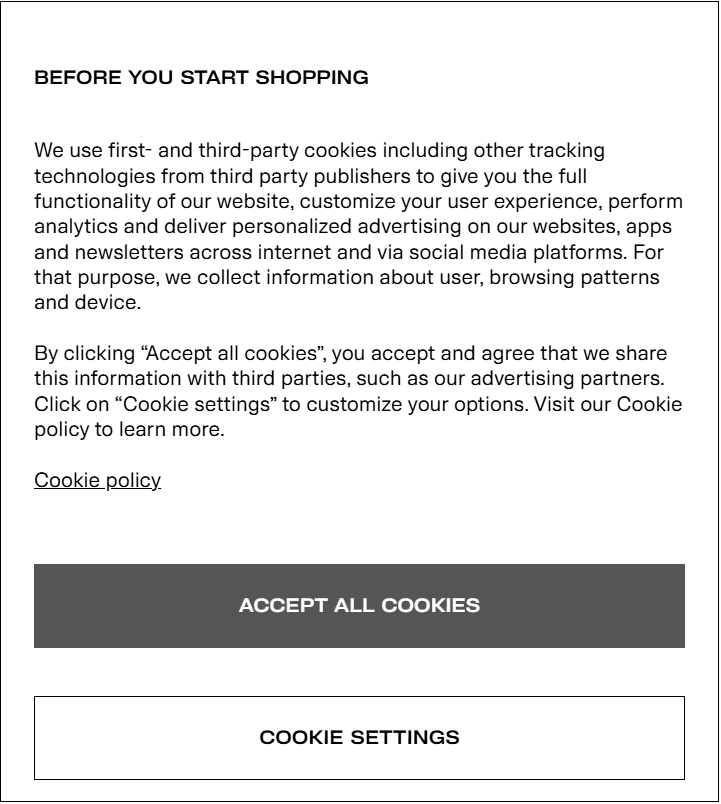 BEFORE YOU START SHOPPING
We use first- and third-party cookies including other tracking
technologies from third party publishers to give you the full
functionality of our website, customize your user experience, perform
analytics and deliver personalized advertising on our websites, apps
and newsletters across internet and via social media platforms. For
that purpose, we collect information about user, browsing patterns
and device.
By clicking “Accept all cookies”, you accept and agree that we share
this information with third parties, such as our advertising partners.
Click on “Cookie settings” to customize your options. Visit our Cookie
policy to learn more.
Cookie policy
ACCEPT ALL COOKIES
COOKIE SETTINGS